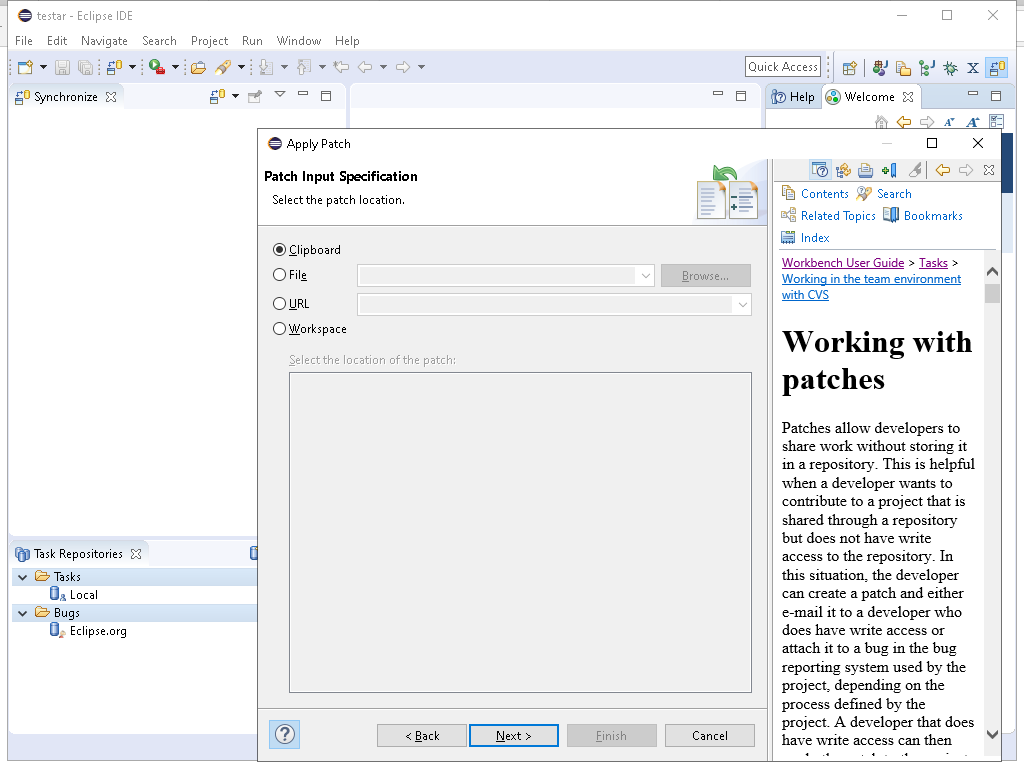 testar - Eclipse IDE
File Edit Navigate Search Project Run Window Help
Quick Access
Synchronize
Help Welcome
Apply Patch
Patch Input Specification
Select the patch location.
Clipboard
File
Browse...
URL
Workspace
Select the location of the patch:
< Back Next > Finish Cancel
Contents Search
Related Topics Bookmarks
Index
Workbench User Guide > Tasks >
Working in the team environment
with CVS
Working with
patches
Patches allow developers to
share work without storing it
in a repository. This is helpful
when a developer wants to
contribute to a project that is
shared through a repository
but does not have write
access to the repository. In
this situation, the developer
can create a patch and either
e-mail it to a developer who
does have write access or
attach it to a bug in the bug
reporting system used by the
project, depending on the
process defined by the
project. A developer that does
have write access can then
Task Repositories
Tasks
Local
Bugs
Eclipse.org